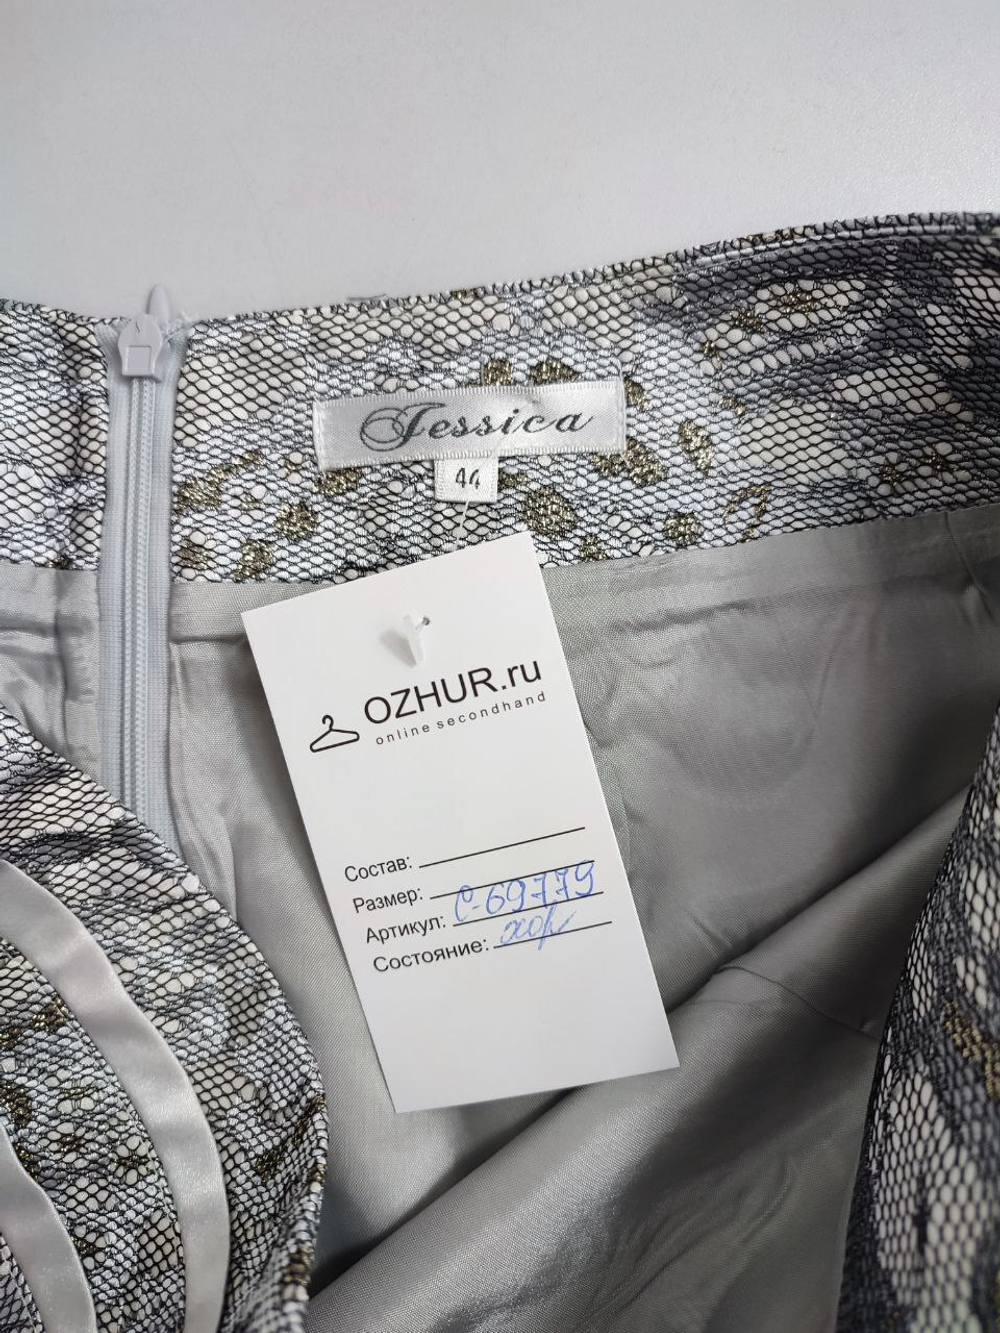 Jessica
44
OZHUR.ru
online secondhand
Состав:
Размер:
Артикул: С-69779
Состояние: хор